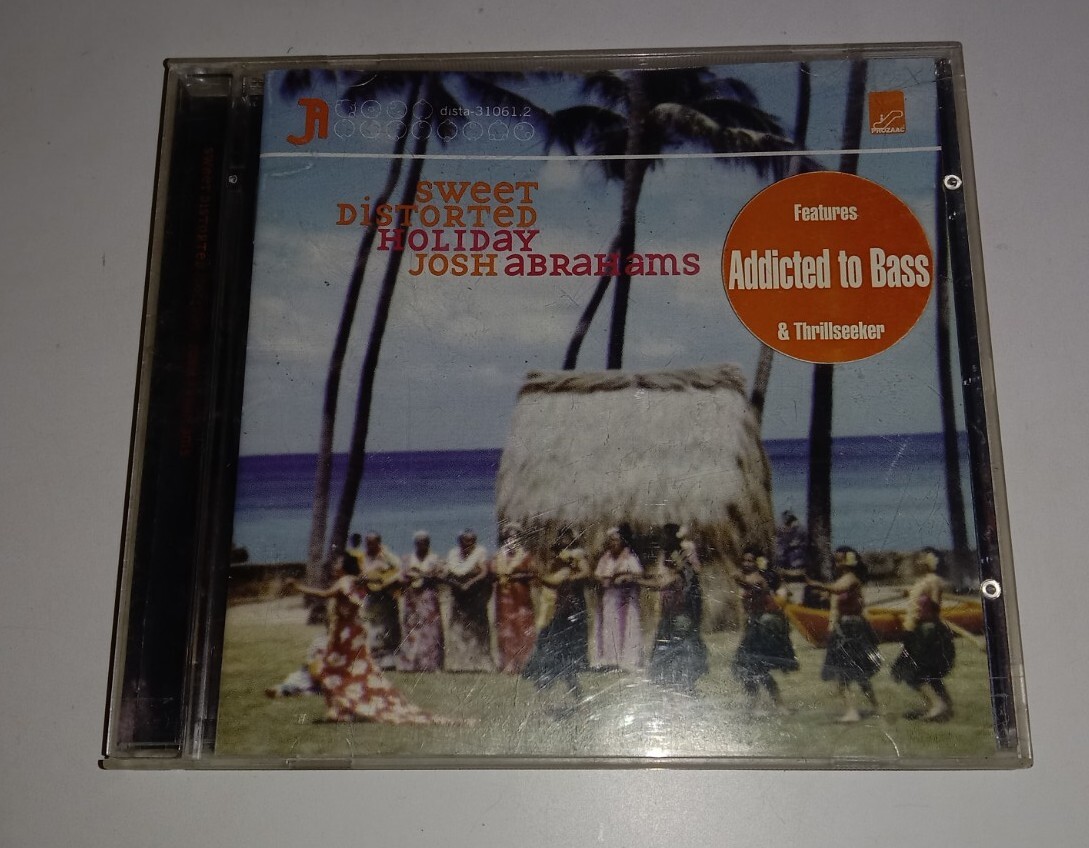 JA
dista-31061.2
PROZAAC
SWEET
DiSTORTED
HOLIDAY
JOSH ABRAHAMS
Features
Addicted to Bass
& Thrillseeker